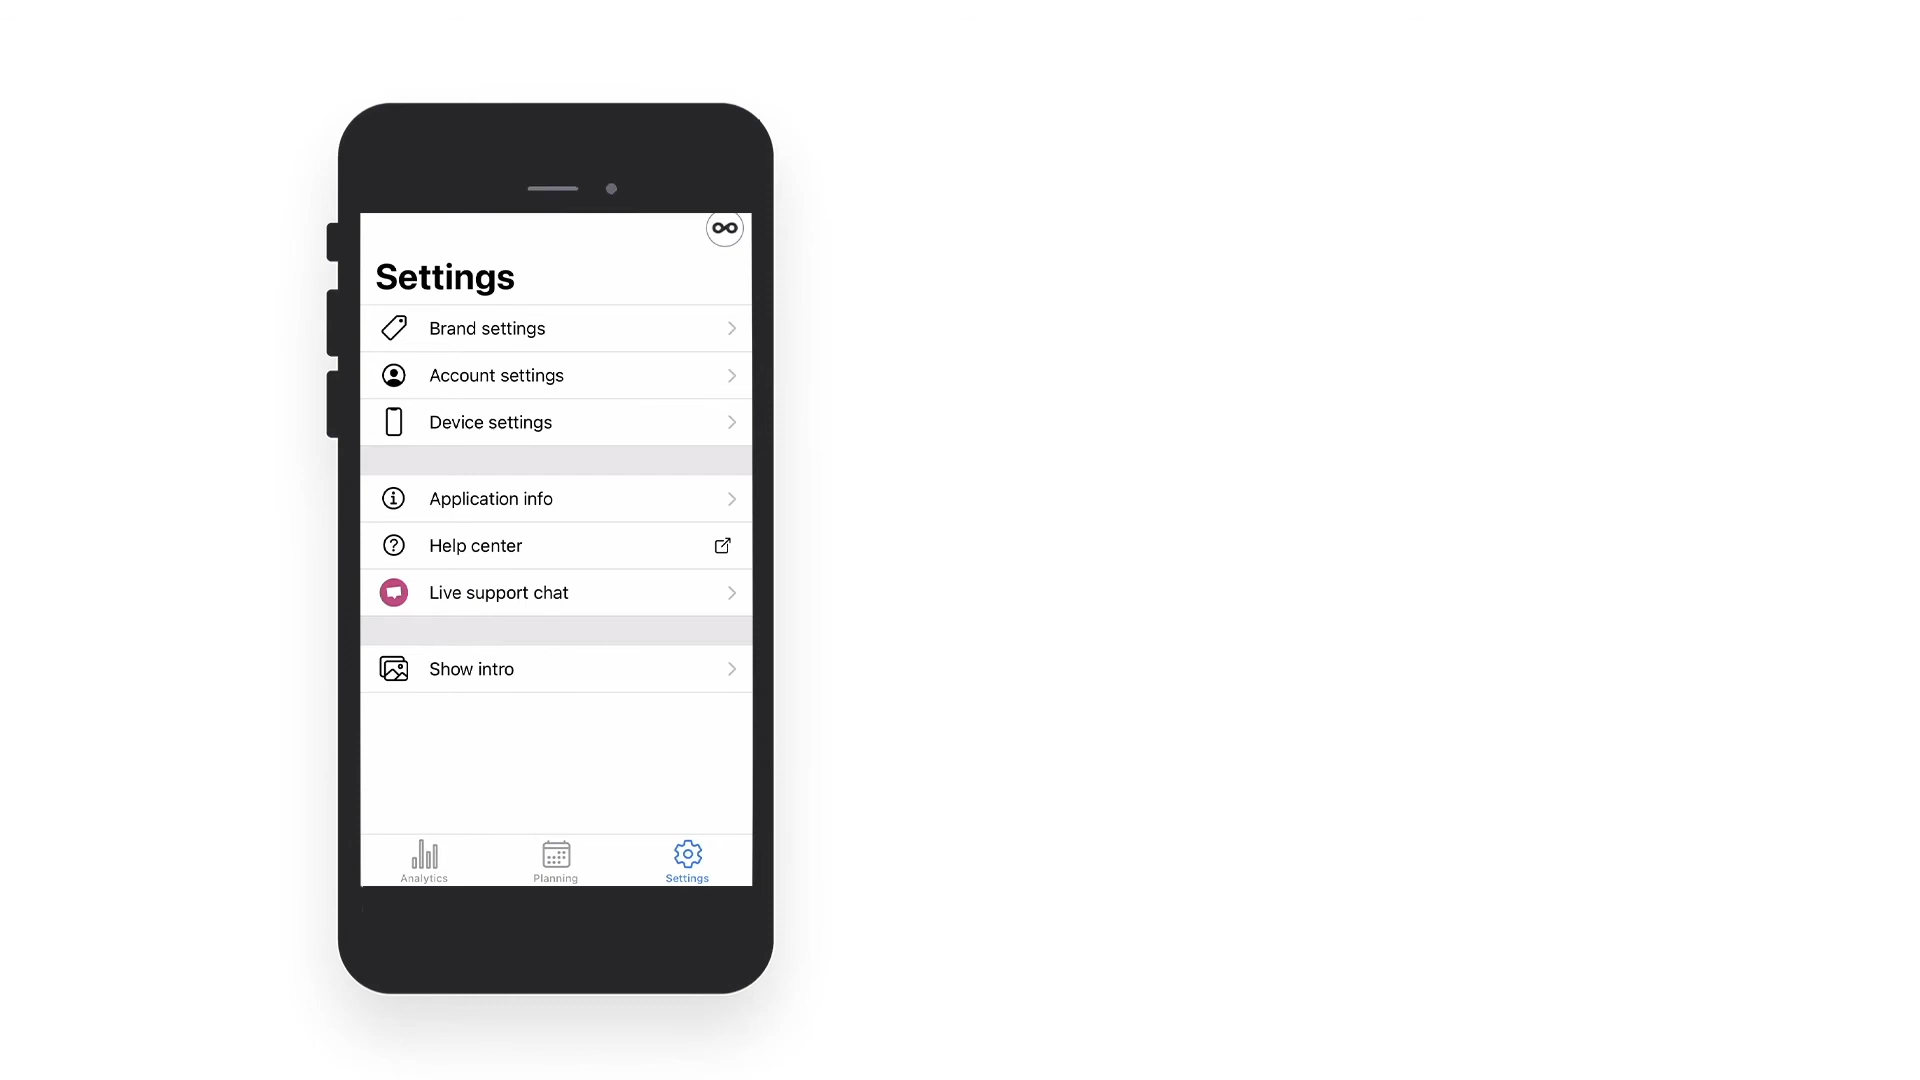 Settings
Brand settings
Account settings
Device settings
Application info
Help center
Live support chat
Show intro
Analytics
Planning
Settings